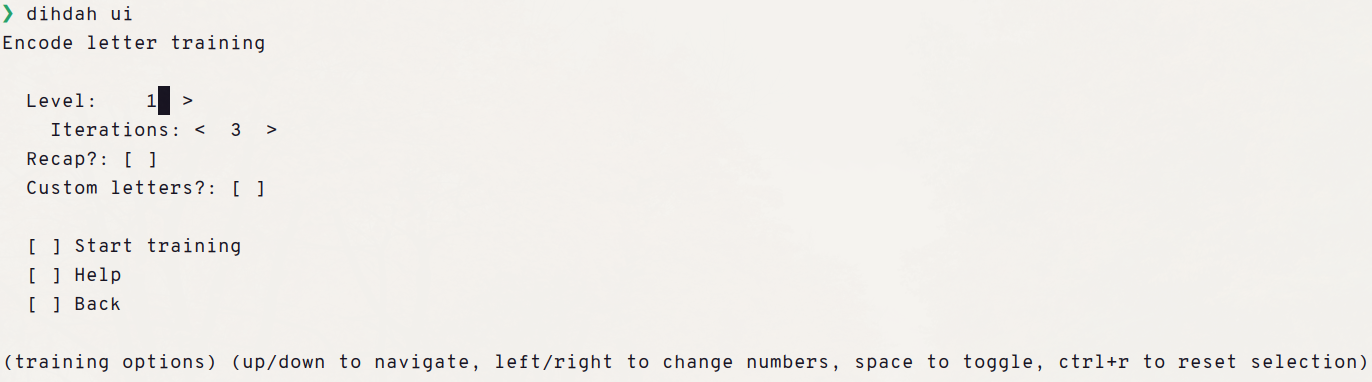 ❯ dihdah ui
Encode letter training
Level: 1 >
Iterations: < 3 >
Recap?: [ ]
Custom letters?: [ ]
[ ] Start training
[ ] Help
[ ] Back
(training options) (up/down to navigate, left/right to change numbers, space to toggle, ctrl+r to reset selection)